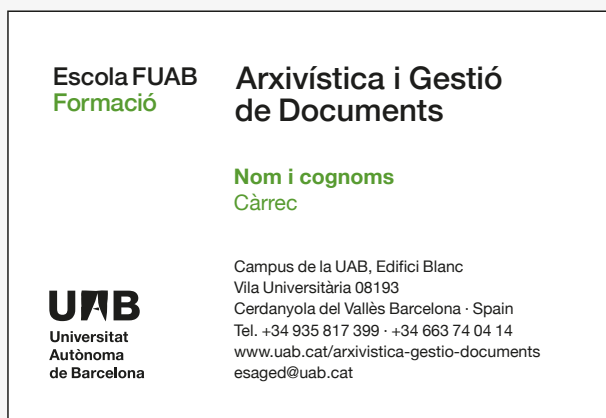 Escola FUAB
Formació
Arxivística i Gestió
de Documents
Nom i cognoms
Càrrec
Campus de la UAB, Edifici Blanc
Vila Universitària 08193
Cerdanyola del Vallès Barcelona · Spain
Tel. +34 935 817 399 · +34 663 74 04 14
www.uab.cat/arxivistica-gestio-documents
esaged@uab.cat
UAB
Universitat
Autònoma
de Barcelona